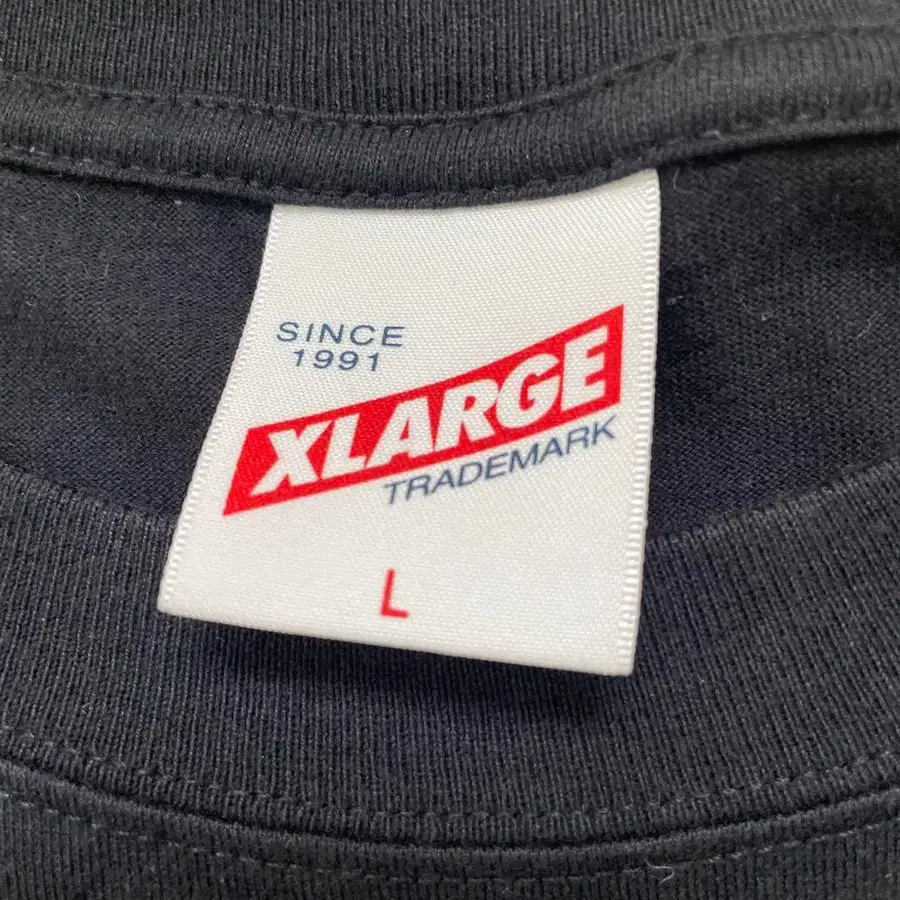 SINCE
1991
XLARGE
TRADEMARK
L